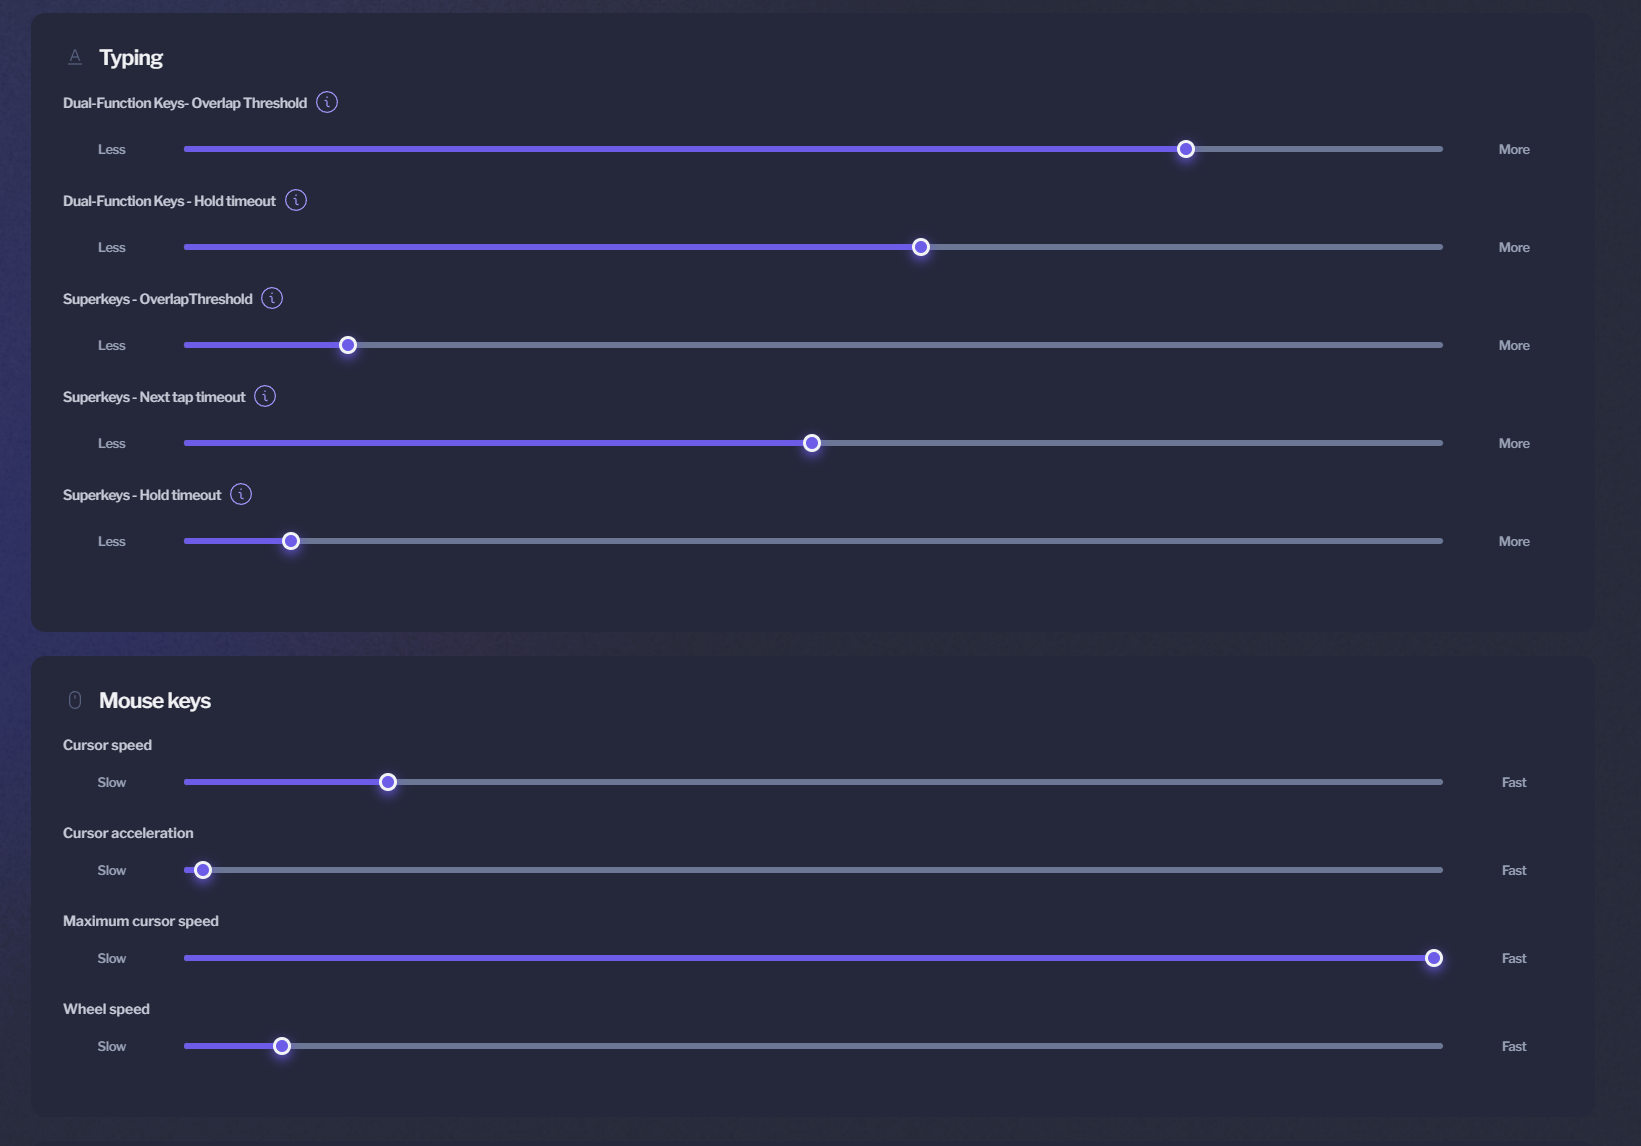 Typing
Dual-Function Keys- Overlap Threshold
Less More
Dual-Function Keys - Hold timeout
Less More
Superkeys - OverlapThreshold
Less More
Superkeys - Next tap timeout
Less More
Superkeys - Hold timeout
Less More
Mouse keys
Cursor speed
Slow Fast
Cursor acceleration
Slow Fast
Maximum cursor speed
Slow Fast
Wheel speed
Slow Fast